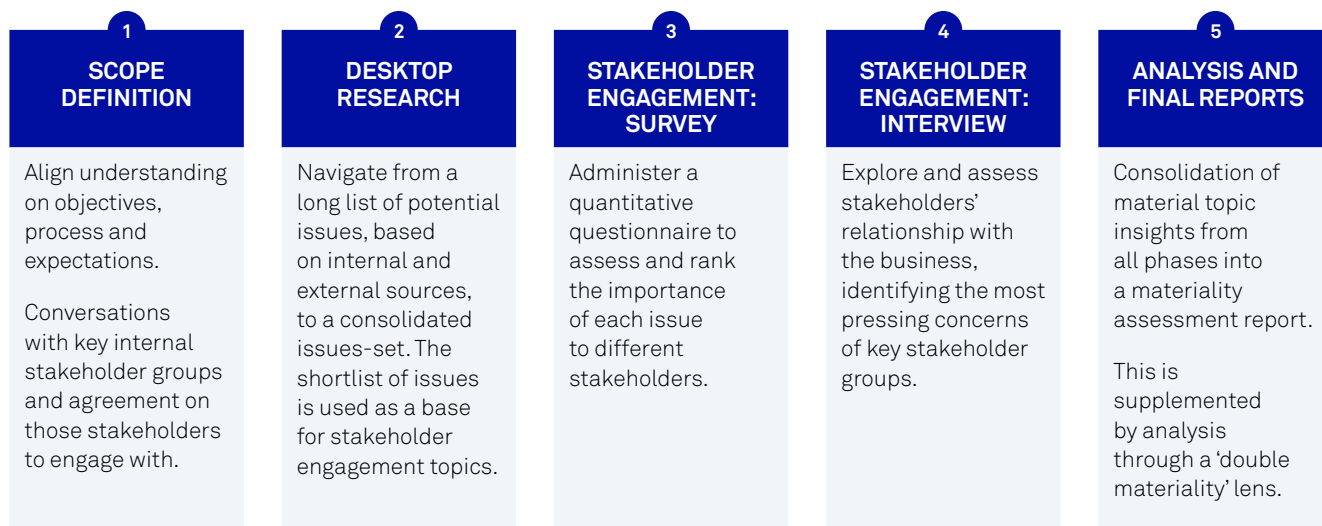 1
SCOPE
DEFINITION
Align understanding
on objectives,
process and
expectations.
Conversations
with key internal
stakeholder groups
and agreement on
those stakeholders
to engage with.
2
DESKTOP
RESEARCH
Navigate from a
long list of potential
issues, based
on internal and
external sources,
to a consolidated
issues-set. The
shortlist of issues
is used as a base
for stakeholder
engagement topics.
3
STAKEHOLDER
ENGAGEMENT:
SURVEY
Administer a
quantitative
questionnaire to
assess and rank
the importance
of each issue
to different
stakeholders.
4
STAKEHOLDER
ENGAGEMENT:
INTERVIEW
Explore and assess
stakeholders’
relationship with
the business,
identifying the most
pressing concerns
of key stakeholder
groups.
5
ANALYSIS AND
FINAL REPORTS
Consolidation of
material topic
insights from
all phases into
a materiality
assessment report.
This is
supplemented
by analysis
through a ‘double
materiality’ lens.